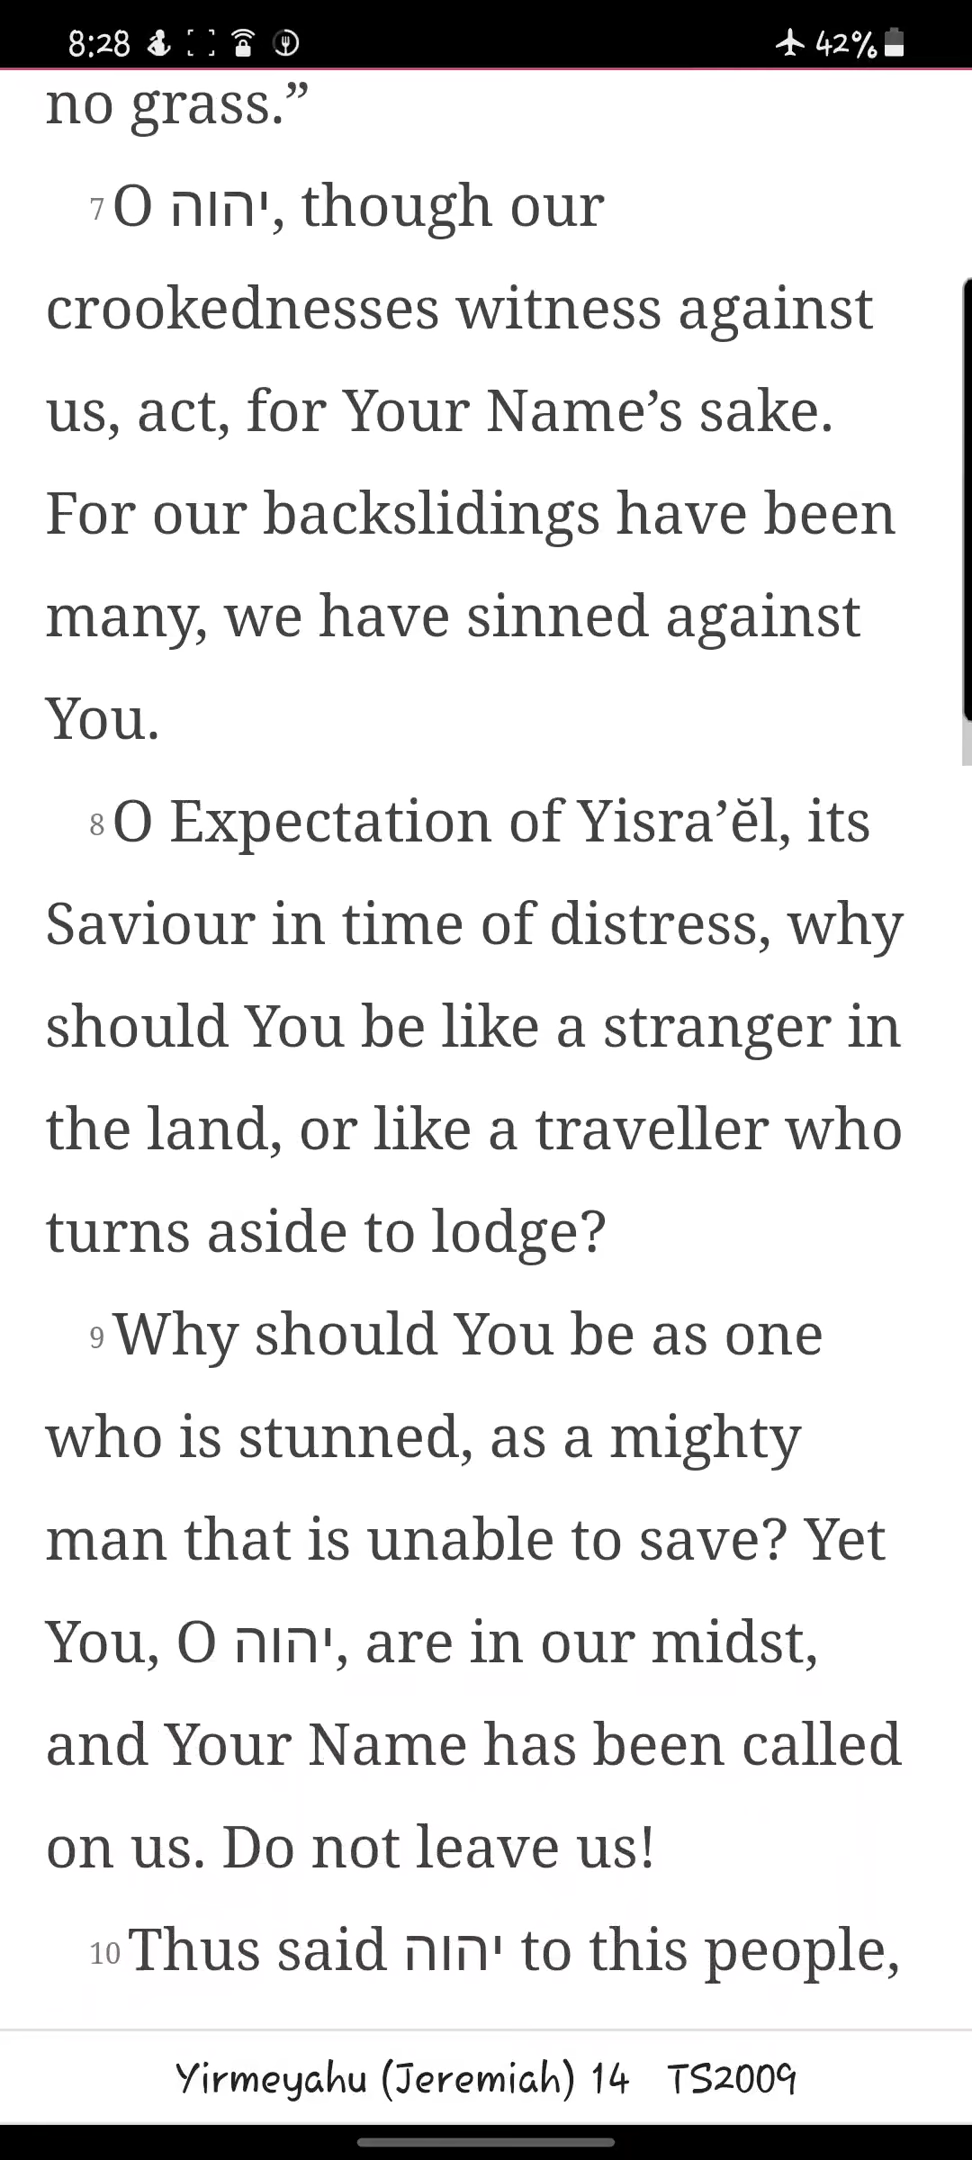 8:28 42%
no grass.”
7 O יהוה, though our
crookednesses witness against
us, act, for Your Name’s sake.
For our backslidings have been
many, we have sinned against
You.
8 O Expectation of Yisra’ĕl, its
Saviour in time of distress, why
should You be like a stranger in
the land, or like a traveller who
turns aside to lodge?
9 Why should You be as one
who is stunned, as a mighty
man that is unable to save? Yet
You, O יהוה, are in our midst,
and Your Name has been called
on us. Do not leave us!
10 Thus said יהוה to this people,
Yirmeyahu (Jeremiah) 14 TS2009